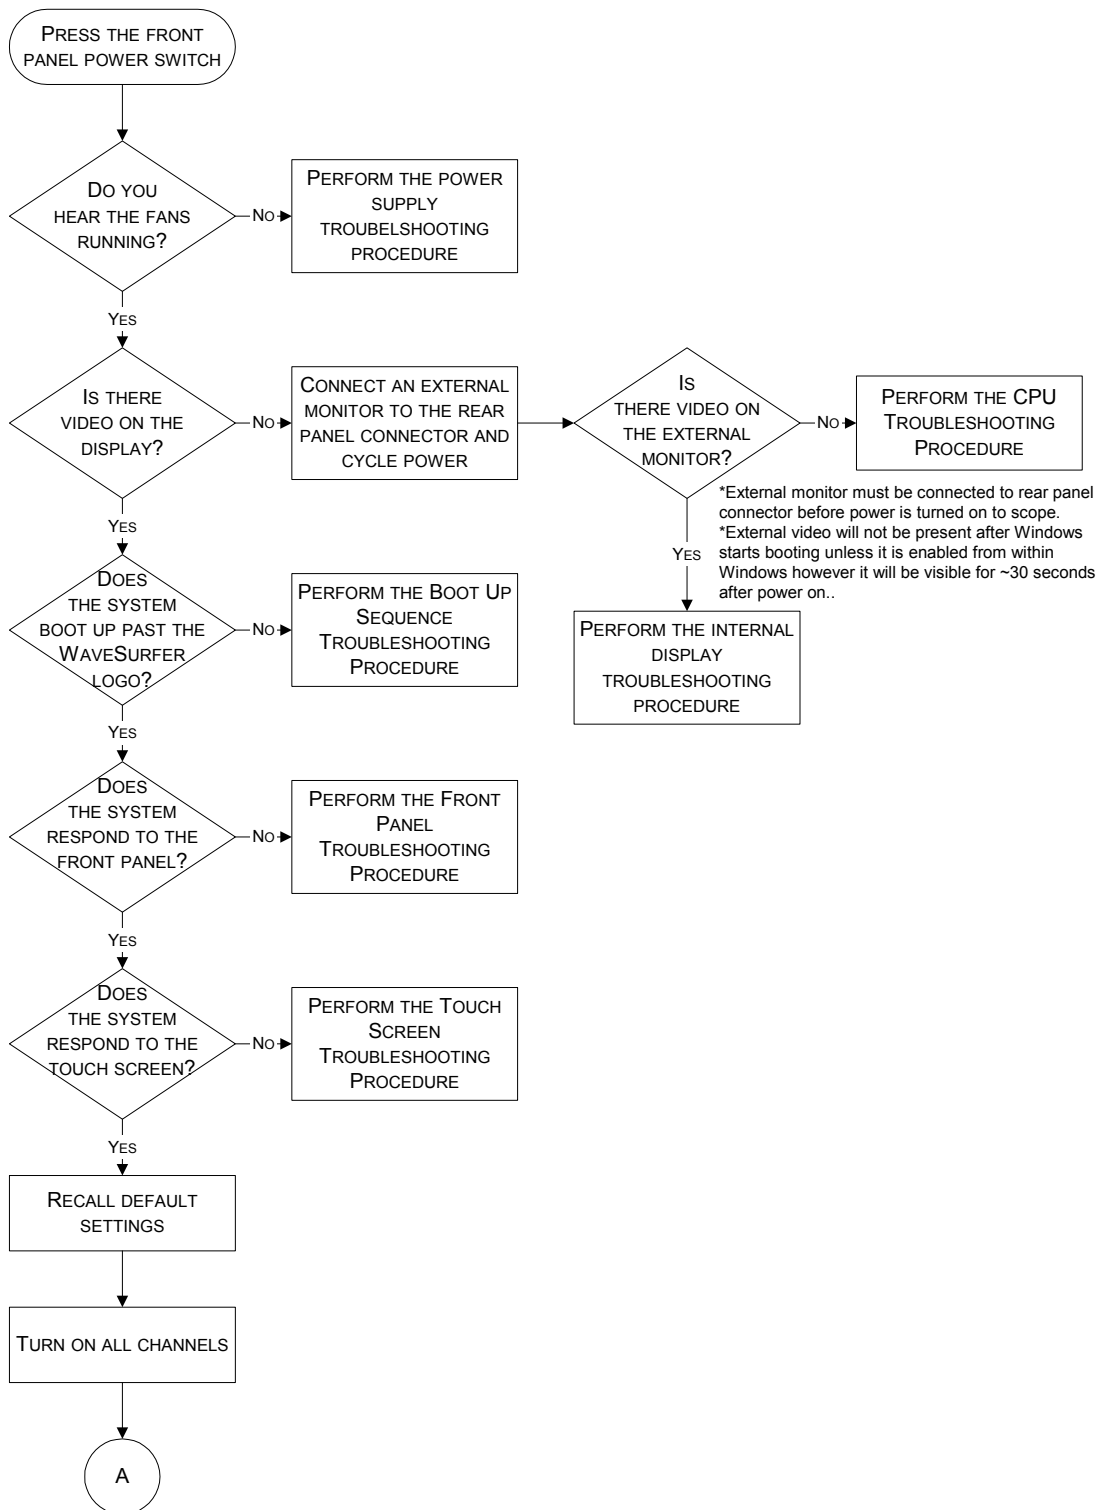 PRESS THE FRONT
PANEL POWER SWITCH
DO YOU
HEAR THE FANS
RUNNING?
NO
PERFORM THE POWER
SUPPLY
TROUBELSHOOTING
PROCEDURE
YES
IS THERE
VIDEO ON THE
DISPLAY?
NO
CONNECT AN EXTERNAL
MONITOR TO THE REAR
PANEL CONNECTOR AND
CYCLE POWER
IS
THERE VIDEO ON
THE EXTERNAL
MONITOR?
NO
PERFORM THE CPU
TROUBLESHOOTING
PROCEDURE
*External monitor must be connected to rear panel
connector before power is turned on to scope.
*External video will not be present after Windows
starts booting unless it is enabled from within
Windows however it will be visible for ~30 seconds
after power on..
YES
PERFORM THE INTERNAL
DISPLAY
TROUBLESHOOTING
PROCEDURE
YES
DOES
THE SYSTEM
BOOT UP PAST THE
WAVESURFER
LOGO?
NO
PERFORM THE BOOT UP
SEQUENCE
TROUBLESHOOTING
PROCEDURE
YES
DOES
THE SYSTEM
RESPOND TO THE
FRONT PANEL?
NO
PERFORM THE FRONT
PANEL
TROUBLESHOOTING
PROCEDURE
YES
DOES
THE SYSTEM
RESPOND TO THE
TOUCH SCREEN?
NO
PERFORM THE TOUCH
SCREEN
TROUBLESHOOTING
PROCEDURE
YES
RECALL DEFAULT
SETTINGS
TURN ON ALL CHANNELS
A